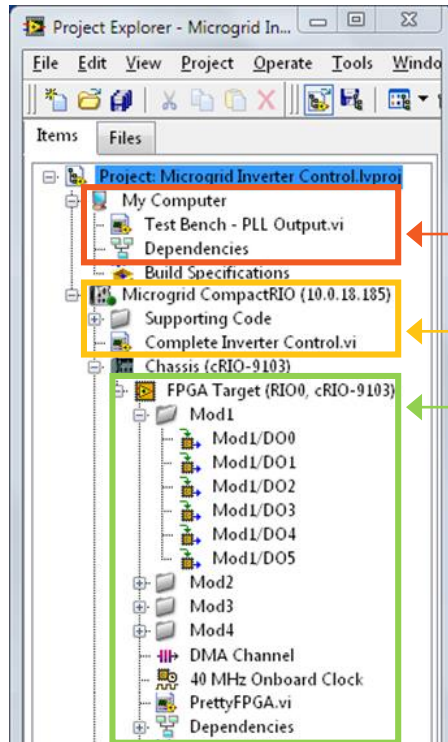 Project Explorer - Microgrid In...
File Edit View Project Operate Tools Windo
Items Files
Project: Microgrid Inverter Control.lvproj
My Computer
Test Bench - PLL Output.vi
Dependencies
Build Specifications
Microgrid CompactRIO (10.0.18.185)
Supporting Code
Complete Inverter Control.vi
Chassis (cRIO-9103)
FPGA Target (RIO0, cRIO-9103)
Mod1
Mod1/DO0
Mod1/DO1
Mod1/DO2
Mod1/DO3
Mod1/DO4
Mod1/DO5
Mod2
Mod3
Mod4
DMA Channel
40 MHz Onboard Clock
PrettyFPGA.vi
Dependencies